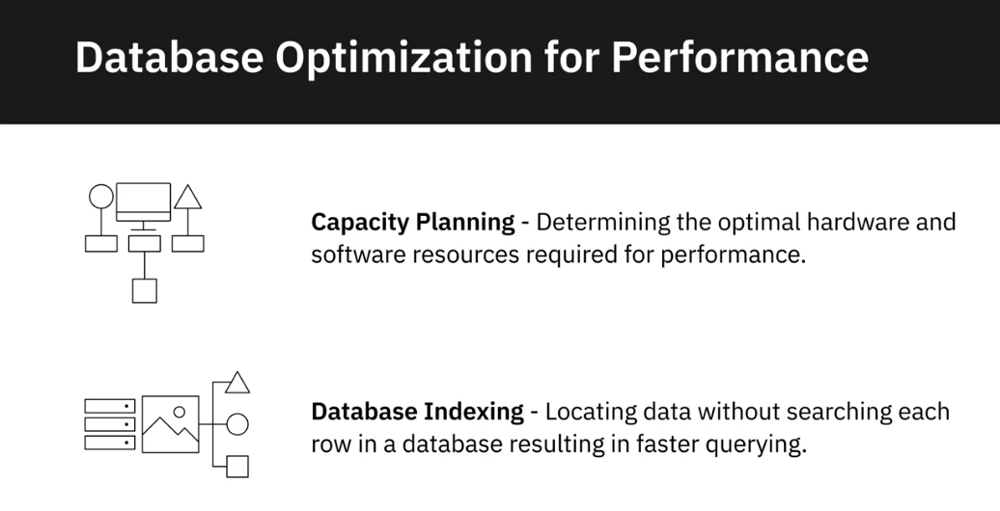 Database Optimization for Performance
Capacity Planning - Determining the optimal hardware and
software resources required for performance.
Database Indexing - Locating data without searching each
row in a database resulting in faster querying.